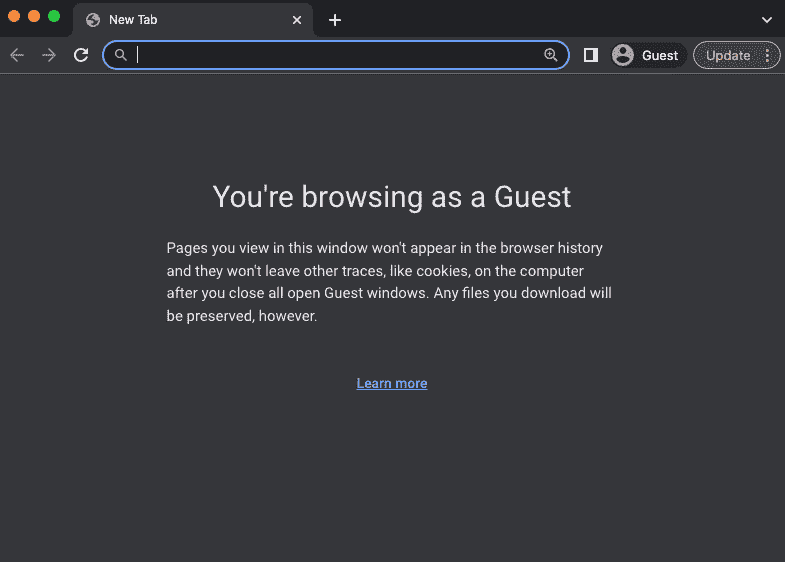 New Tab
Guest
Update
You're browsing as a Guest
Pages you view in this window won't appear in the browser history
and they won't leave other traces, like cookies, on the computer
after you close all open Guest windows. Any files you download will
be preserved, however.
Learn more